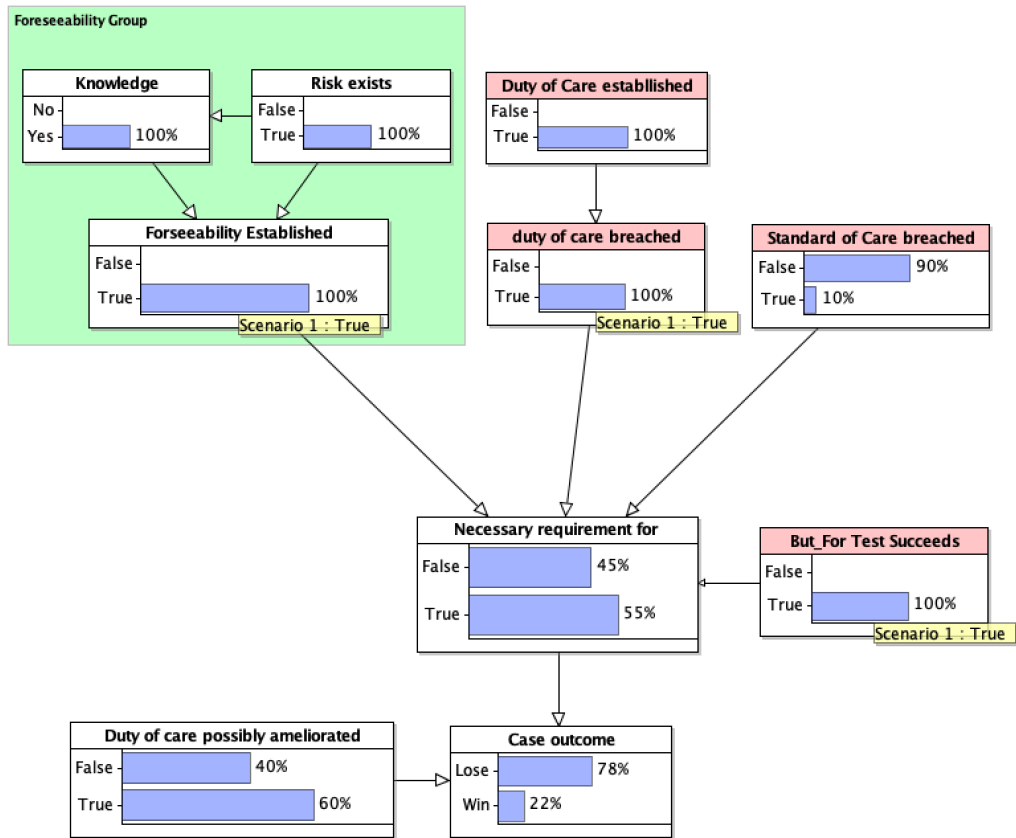 Foreseeability Group
Knowledge
No
Yes 100%
Risk exists
False
True 100%
Duty of Care establlished
False
True 100%
Forseeability Established
False
True 100%
Scenario 1 : True
duty of care breached
False
True 100%
Scenario 1 : True
Standard of Care breached
False 90%
True 10%
Necessary requirement for
False 45%
True 55%
But_For Test Succeeds
False
True 100%
Scenario 1 : True
Duty of care possibly ameliorated
False 40%
True 60%
Case outcome
Lose 78%
Win 22%